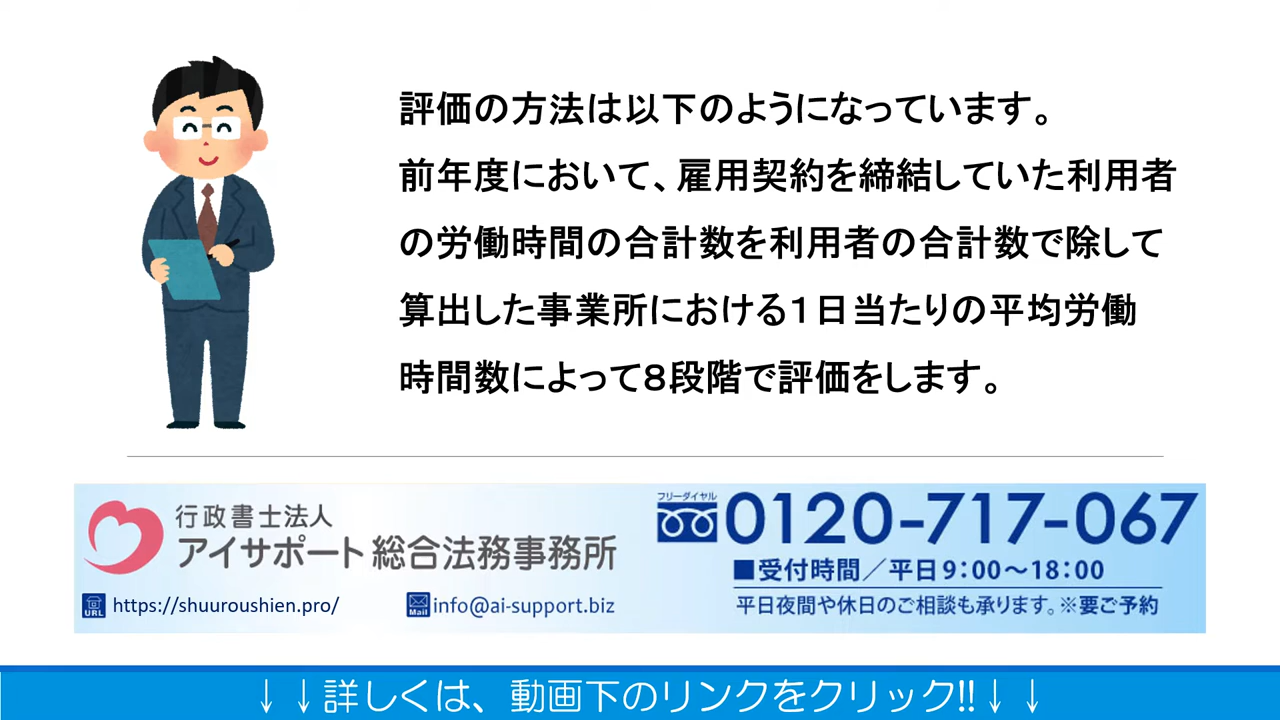 評価の方法は以下のようになっています。
前年度において、雇用契約を締結していた利用者
の労働時間の合計数を利用者の合計数で除して
算出した事業所における１日当たりの平均労働
時間数によって８段階で評価をします。
行政書士法人
アイサポート総合法務事務所
URL https://shuuroushien.pro/
Mail info@ai-support.biz
フリーダイヤル
0120-717-067
■受付時間／平日9:00～18:00
平日夜間や休日のご相談も承ります。※要ご予約
↓↓詳しくは、動画下のリンクをクリック!!↓↓